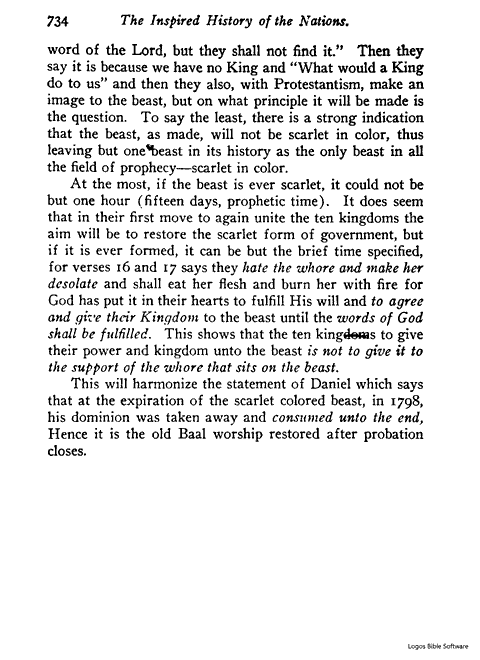 734 The Inspired History of the Nations.
word of the Lord, but they shall not find it." Then they
say it is because we have no King and "What would a King
do to us" and then they also, with Protestantism, make an
image to the beast, but on what principle it will be made is
the question. To say the least, there is a strong indication
that the beast, as made, will not be scarlet in color, thus
leaving but one beast in its history as the only beast in all
the field of prophecy—scarlet in color.
At the most, if the beast is ever scarlet, it could not be
but one hour (fifteen days, prophetic time). It does seem
that in their first move to again unite the ten kingdoms the
aim will be to restore the scarlet form of government, but
if it is ever formed, it can be but the brief time specified,
for verses 16 and 17 says they hate the whore and make her
desolate and shall eat her flesh and burn her with fire for
God has put it in their hearts to fulfill His will and to agree
and give their Kingdom to the beast until the words of God
shall be fulfilled. This shows that the ten kingdoms to give
their power and kingdom unto the beast is not to give it to
the support of the whore that sits on the beast.
This will harmonize the statement of Daniel which says
that at the expiration of the scarlet colored beast, in 1798,
his dominion was taken away and consumed unto the end,
Hence it is the old Baal worship restored after probation
closes.
Logos Bible Software